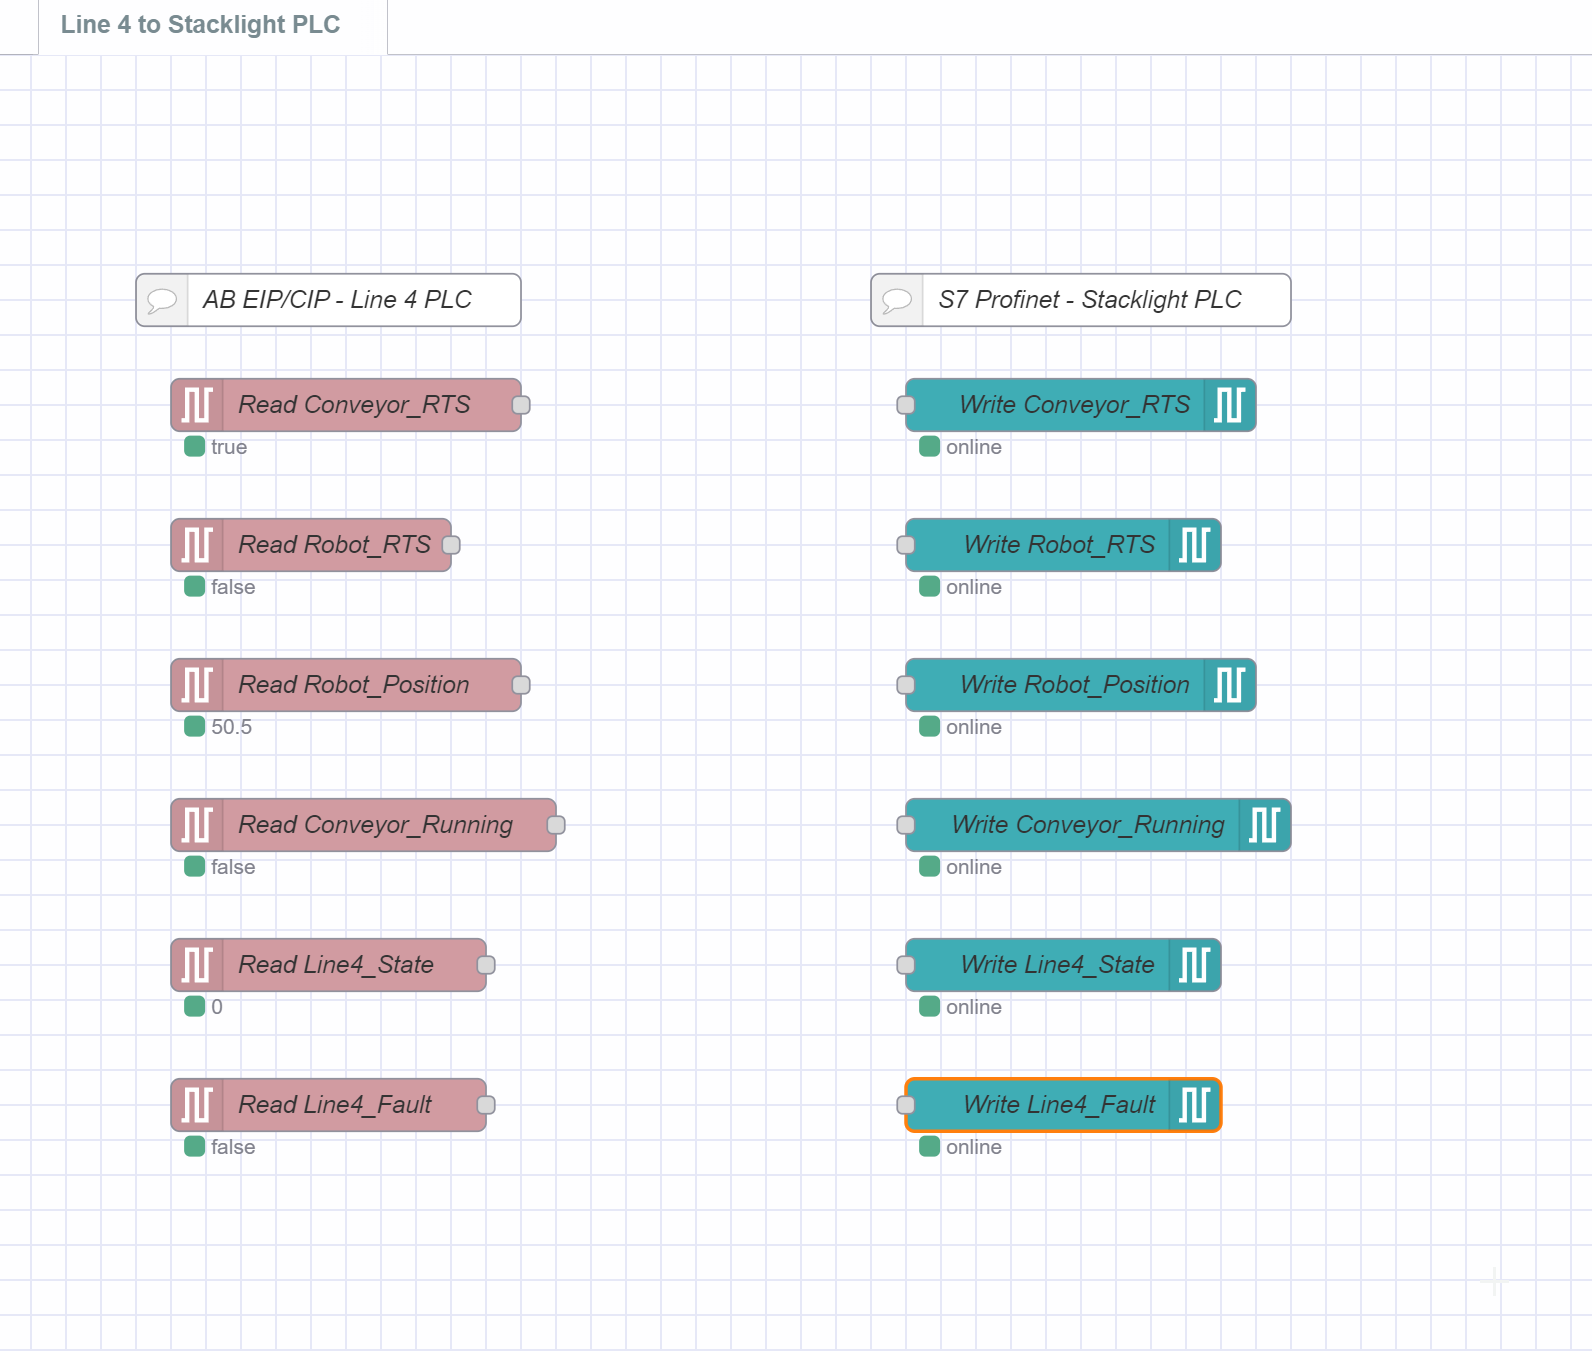 Line 4 to Stacklight PLC
AB EIP/CIP - Line 4 PLC
S7 Profinet - Stacklight PLC
Read Conveyor_RTS
true
Write Conveyor_RTS
online
Read Robot_RTS
false
Write Robot_RTS
online
Read Robot_Position
50.5
Write Robot_Position
online
Read Conveyor_Running
false
Write Conveyor_Running
online
Read Line4_State
0
Write Line4_State
online
Read Line4_Fault
false
Write Line4_Fault
online